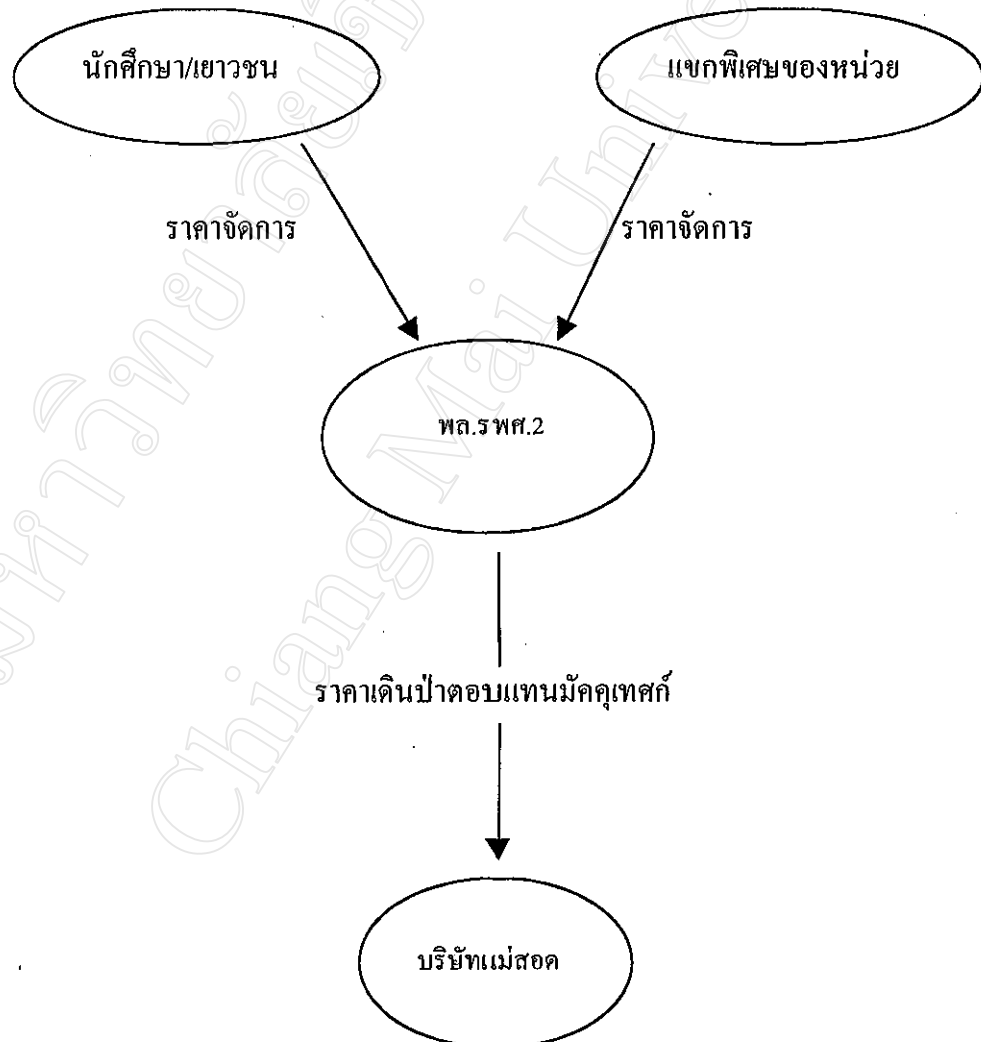 นักศึกษา/เยาวชน
แขกพิเศษของหน่วย
ราคาจัดการ
ราคาจัดการ
พล.รพศ.2
ราคาเดินป่าตอบแทนมัคคุเทศก์
บริษัทแม่สอด
Chiang Mai Unive